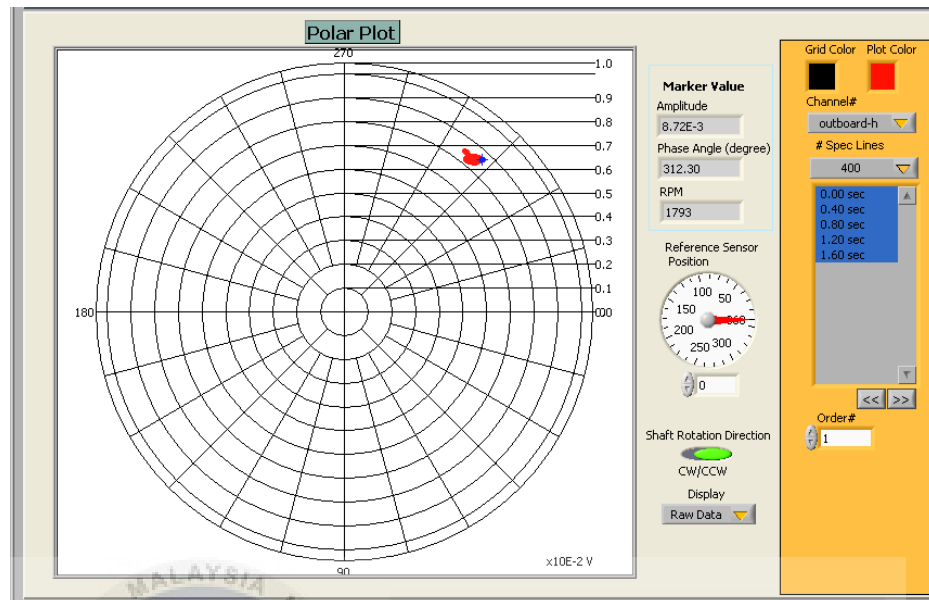 Polar Plot
270
1.0
0.9
0.8
0.7
0.6
0.5
0.4
0.3
0.2
0.1
180
90
x10E-2 V
Marker Value
Amplitude
8.72E-3
Phase Angle (degree)
312.30
RPM
1793
Reference Sensor
Position
100 50
150
200
250 300
0
Shaft Rotation Direction
CW/CCW
Display
Raw Data
Grid Color Plot Color
Channel#
outboard-h
# Spec Lines
400
0.00 sec
0.40 sec
0.80 sec
1.20 sec
1.60 sec
<< >>
Order#
1
MALAYSIA